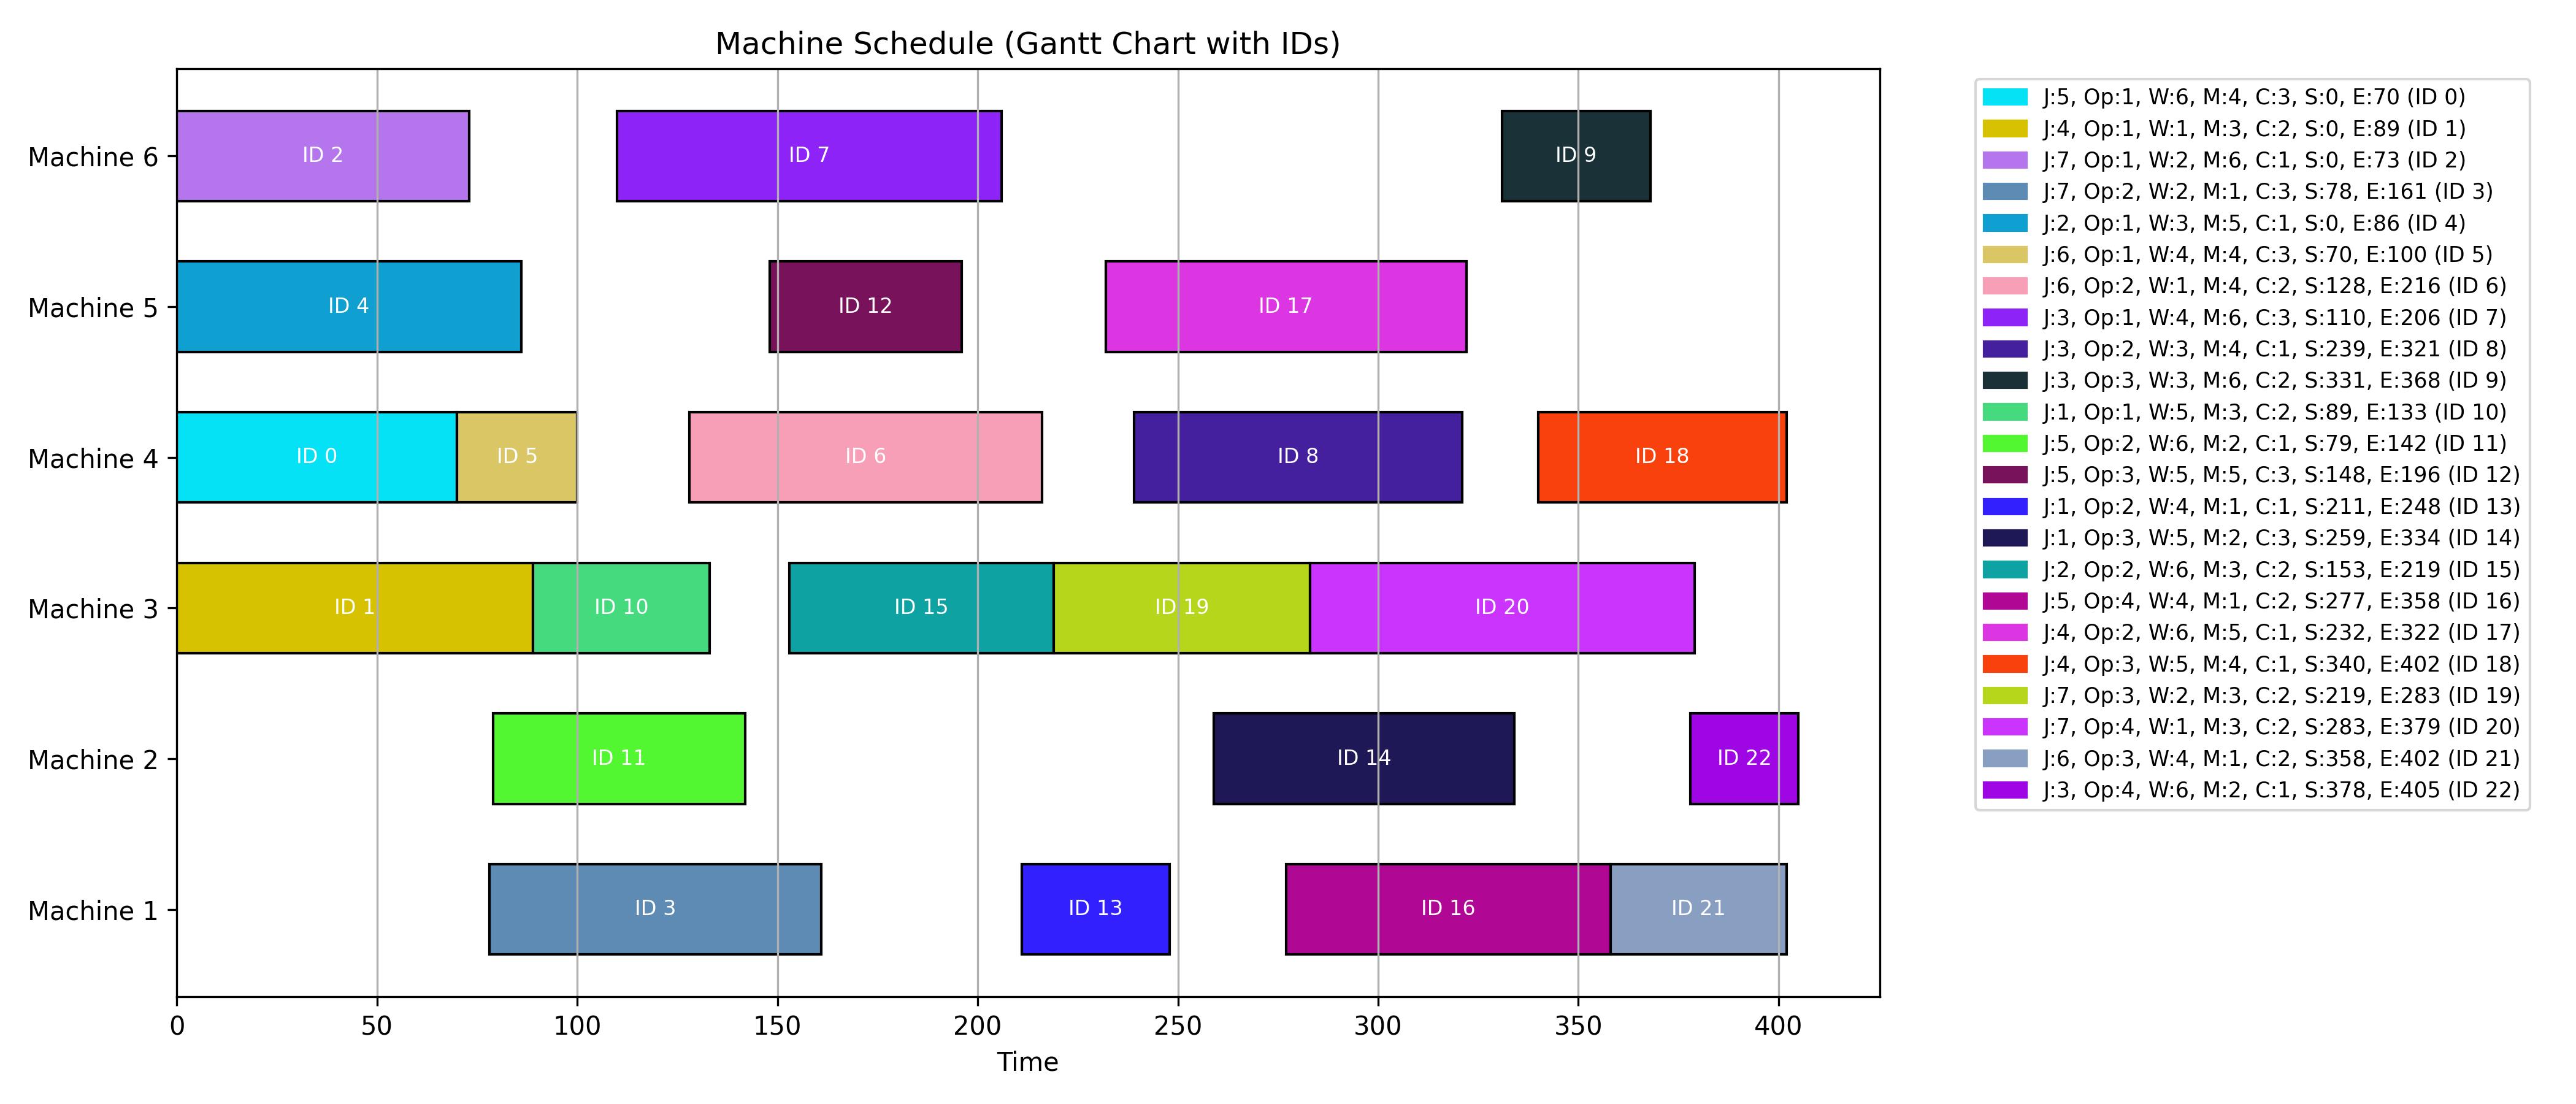 Machine Schedule (Gantt Chart with IDs)
Machine 6
ID 2
ID 7
ID 9
Machine 5
ID 4
ID 12
ID 17
Machine 4
ID 0
ID 5
ID 6
ID 8
ID 18
Machine 3
ID 1
ID 10
ID 15
ID 19
ID 20
Machine 2
ID 11
ID 14
ID 22
Machine 1
ID 3
ID 13
ID 16
ID 21
0 50 100 150 200 250 300 350 400
Time
J:5, Op:1, W:6, M:4, C:3, S:0, E:70 (ID 0)
J:4, Op:1, W:1, M:3, C:2, S:0, E:89 (ID 1)
J:7, Op:1, W:2, M:6, C:1, S:0, E:73 (ID 2)
J:7, Op:2, W:2, M:1, C:3, S:78, E:161 (ID 3)
J:2, Op:1, W:3, M:5, C:1, S:0, E:86 (ID 4)
J:6, Op:1, W:4, M:4, C:3, S:70, E:100 (ID 5)
J:6, Op:2, W:1, M:4, C:2, S:128, E:216 (ID 6)
J:3, Op:1, W:4, M:6, C:3, S:110, E:206 (ID 7)
J:3, Op:2, W:3, M:4, C:1, S:239, E:321 (ID 8)
J:3, Op:3, W:3, M:6, C:2, S:331, E:368 (ID 9)
J:1, Op:1, W:5, M:3, C:2, S:89, E:133 (ID 10)
J:5, Op:2, W:6, M:2, C:1, S:79, E:142 (ID 11)
J:5, Op:3, W:5, M:5, C:3, S:148, E:196 (ID 12)
J:1, Op:2, W:4, M:1, C:1, S:211, E:248 (ID 13)
J:1, Op:3, W:5, M:2, C:3, S:259, E:334 (ID 14)
J:2, Op:2, W:6, M:3, C:2, S:153, E:219 (ID 15)
J:5, Op:4, W:4, M:1, C:2, S:277, E:358 (ID 16)
J:4, Op:2, W:6, M:5, C:1, S:232, E:322 (ID 17)
J:4, Op:3, W:5, M:4, C:1, S:340, E:402 (ID 18)
J:7, Op:3, W:2, M:3, C:2, S:219, E:283 (ID 19)
J:7, Op:4, W:1, M:3, C:2, S:283, E:379 (ID 20)
J:6, Op:3, W:4, M:1, C:2, S:358, E:402 (ID 21)
J:3, Op:4, W:6, M:2, C:1, S:378, E:405 (ID 22)